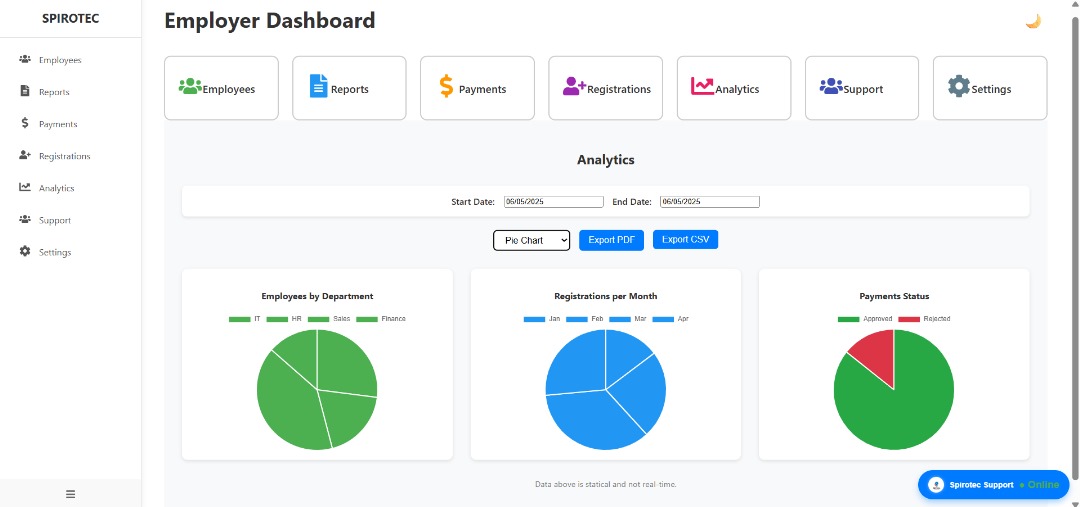 SPIROTEC
Employees
Reports
Payments
Registrations
Analytics
Support
Settings
Employer Dashboard
Employees Reports Payments Registrations Analytics Support Settings
Analytics
Start Date: 06/05/2025 End Date: 06/05/2025
Pie Chart Export PDF Export CSV
Employees by Department
IT HR Sales Finance
Registrations per Month
Jan Feb Mar Apr
Payments Status
Approved Rejected
Data above is statical and not real-time.
Spirotec Support Online